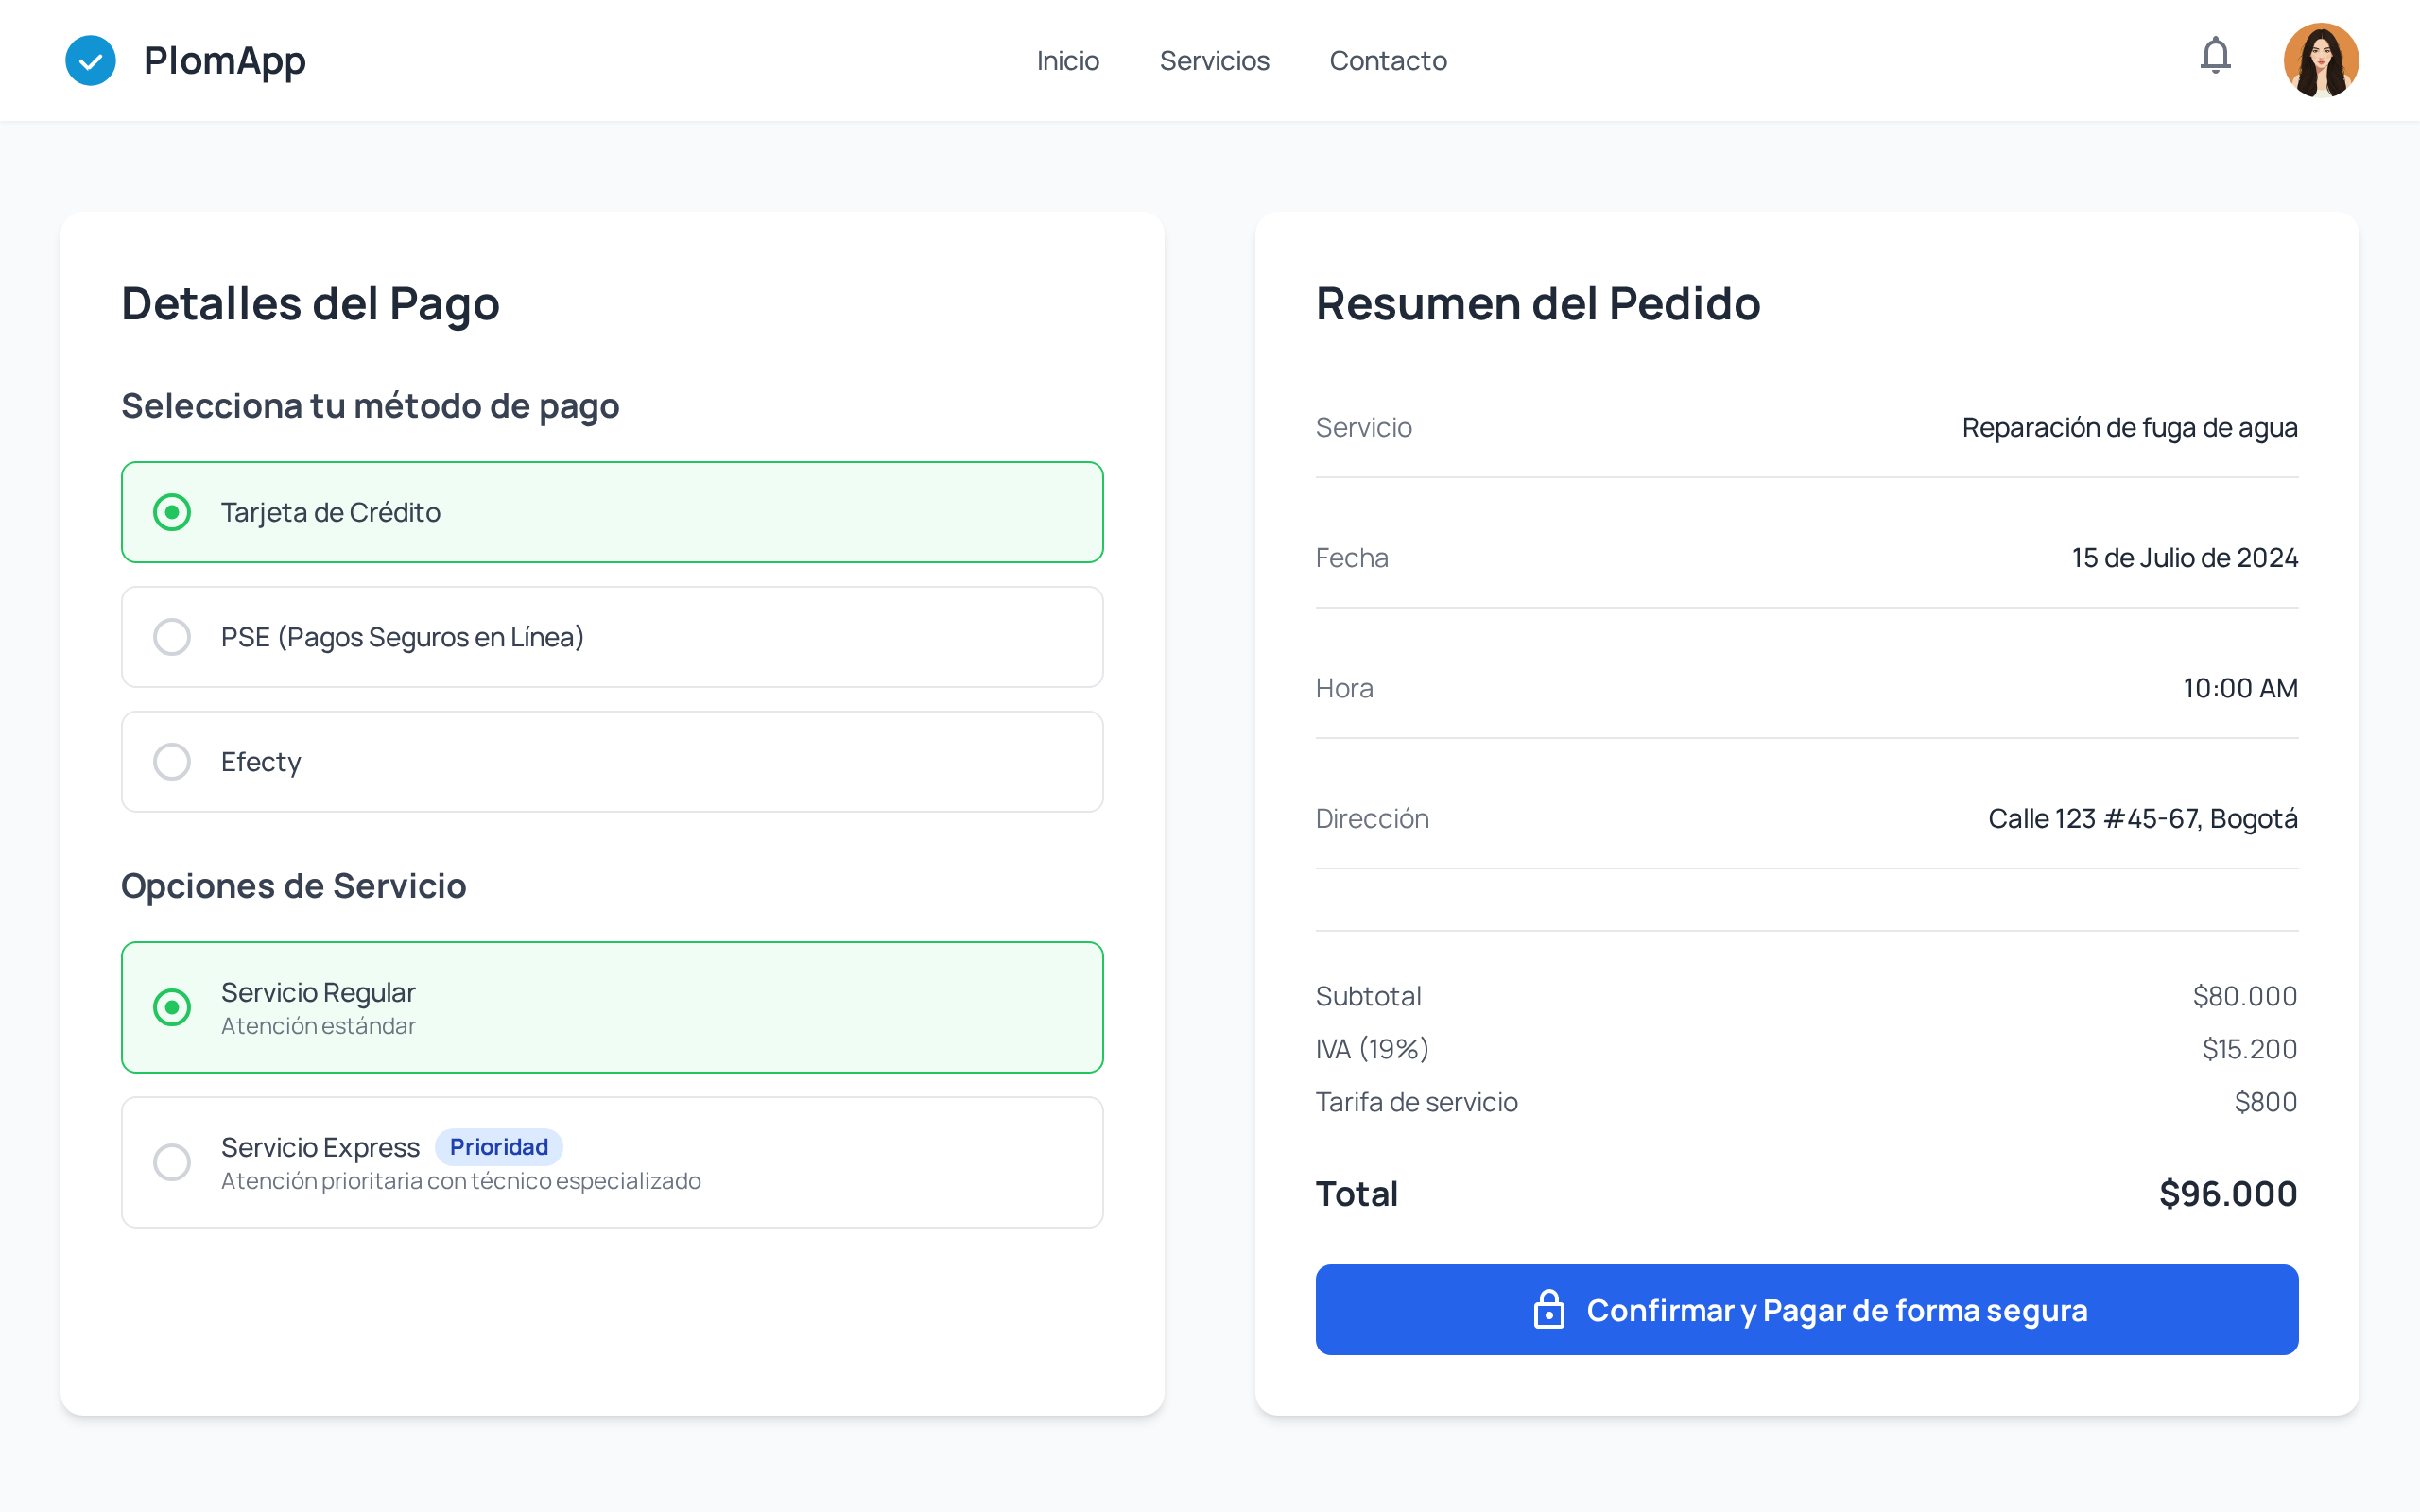 PlomApp
Inicio
Servicios
Contacto
Detalles del Pago
Selecciona tu método de pago
Tarjeta de Crédito
PSE (Pagos Seguros en Línea)
Efecty
Opciones de Servicio
Servicio Regular
Atención estándar
Servicio Express Prioridad
Atención prioritaria con técnico especializado
Resumen del Pedido
Servicio Reparación de fuga de agua
Fecha 15 de Julio de 2024
Hora 10:00 AM
Dirección Calle 123 #45-67, Bogotá
Subtotal $80.000
IVA (19%) $15.200
Tarifa de servicio $800
Total $96.000
Confirmar y Pagar de forma segura